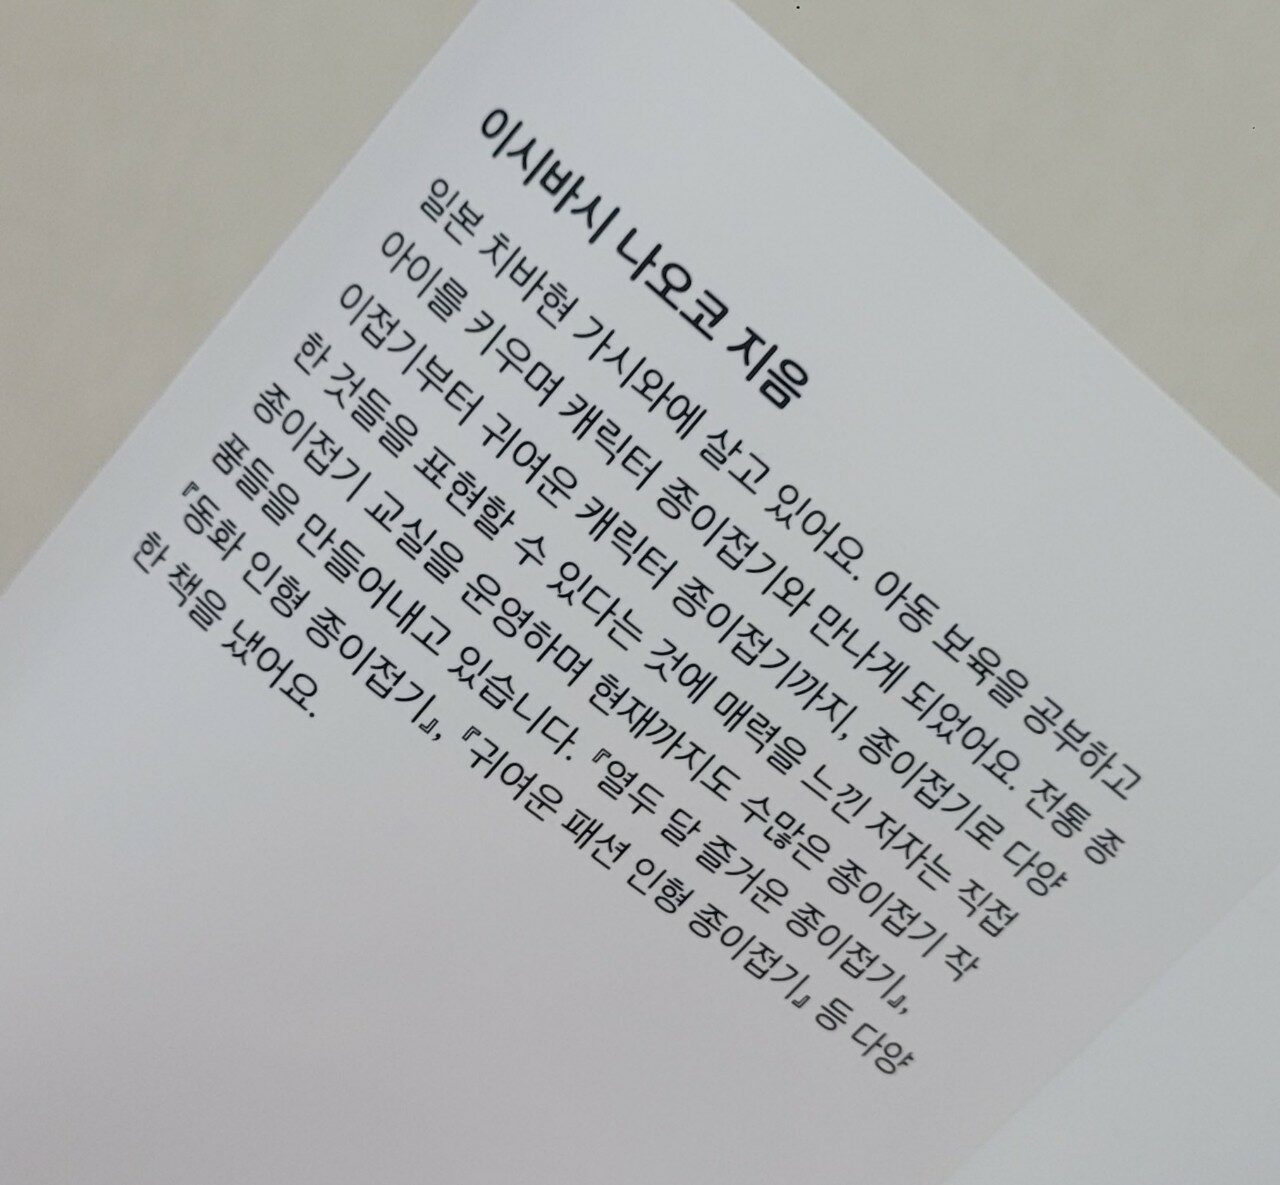 이시바시 나오코 지음
일본 치바현 가시와에 살고 있어요. 아동 보육을 공부하고
아이를 키우며 캐릭터 종이접기와 만나게 되었어요. 전통 종
이접기부터 귀여운 캐릭터 종이접기까지, 종이접기로 다양
한 것들을 표현할 수 있다는 것에 매력을 느낀 저자는 직접
종이접기 교실을 운영하며 현재까지도 수많은 종이접기 작
품들을 만들어내고 있습니다. 『열두 달 즐거운 종이접기』,
『동화 인형 종이접기』, 『귀여운 패션 인형 종이접기』 등 다양
한 책을 냈어요.